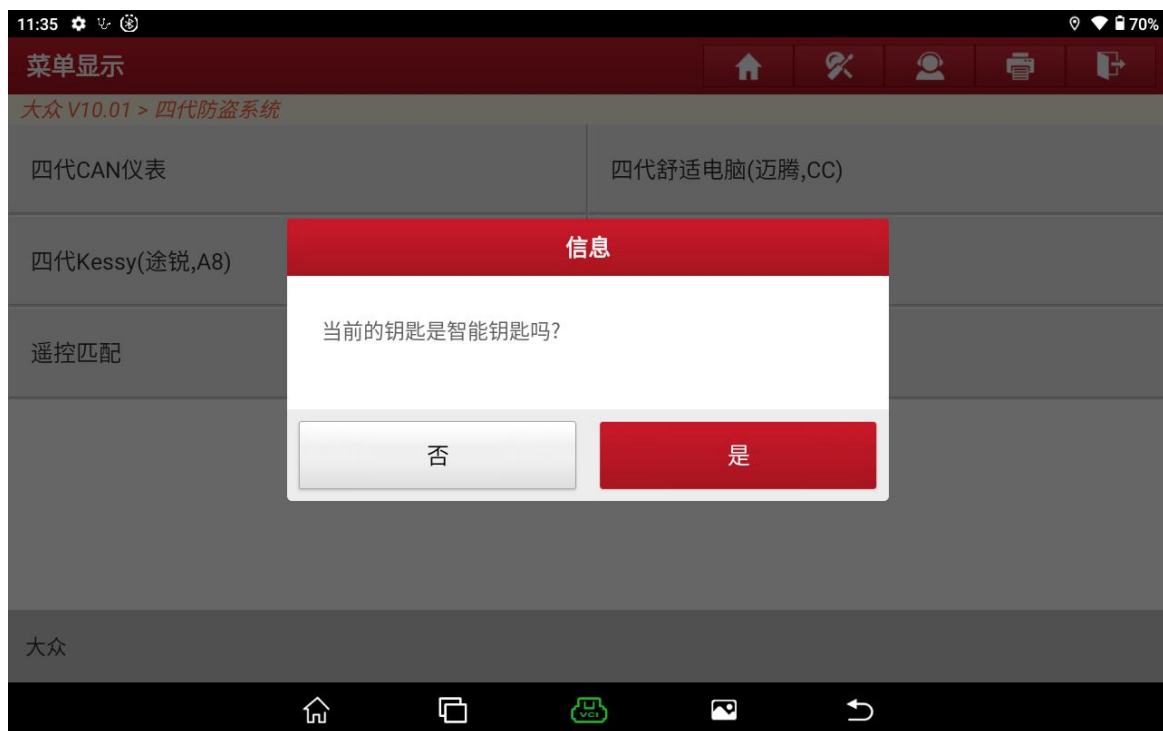 11:35
70%
菜单显示
大众 V10.01 > 四代防盗系统
四代CAN仪表
四代舒适电脑(迈腾,CC)
四代Kessy(途锐,A8)
信息
当前的钥匙是智能钥匙吗?
遥控匹配
否
是
大众
VCI